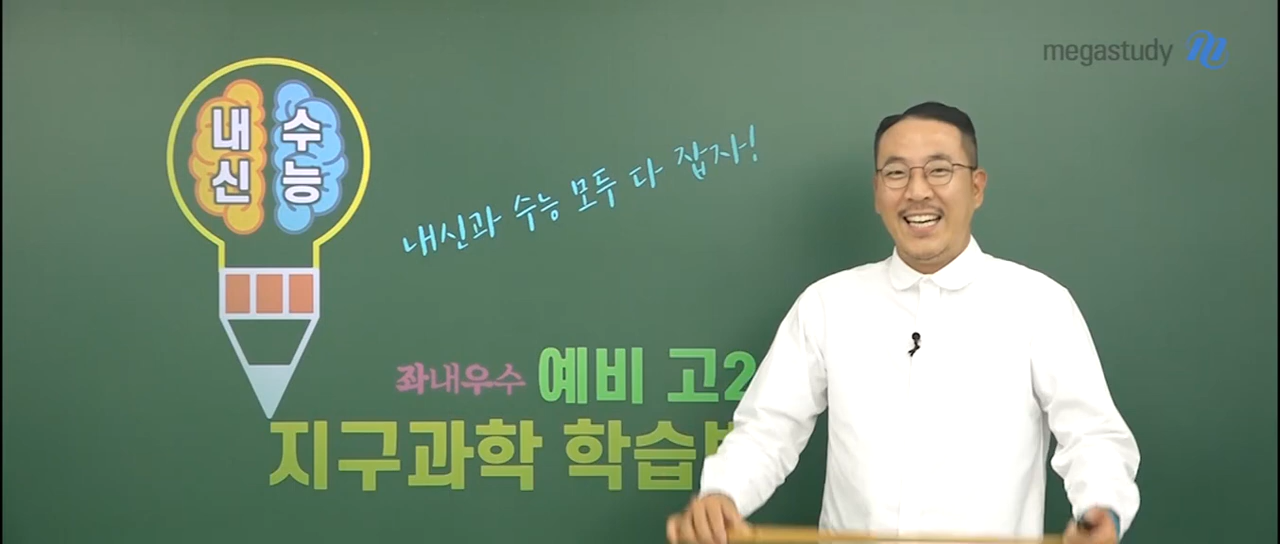 megastudy
내신
수능
내신과 수능 모두 다 잡자!
좌내우수 예비 고2
지구과학 학습